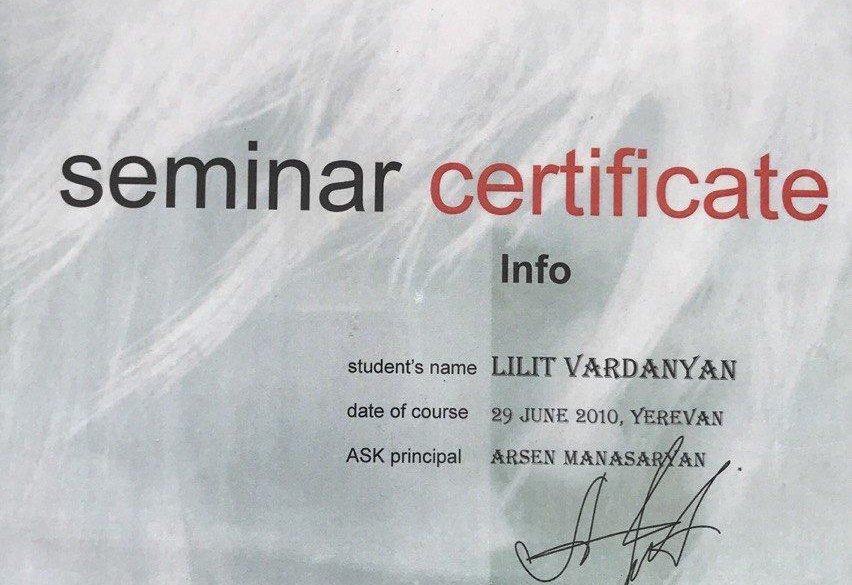 seminar certificate
Info
student's name LILIT VARDANYAN
date of course 29 JUNE 2010, YEREVAN
ASK principal ARSEN MANASARYAN